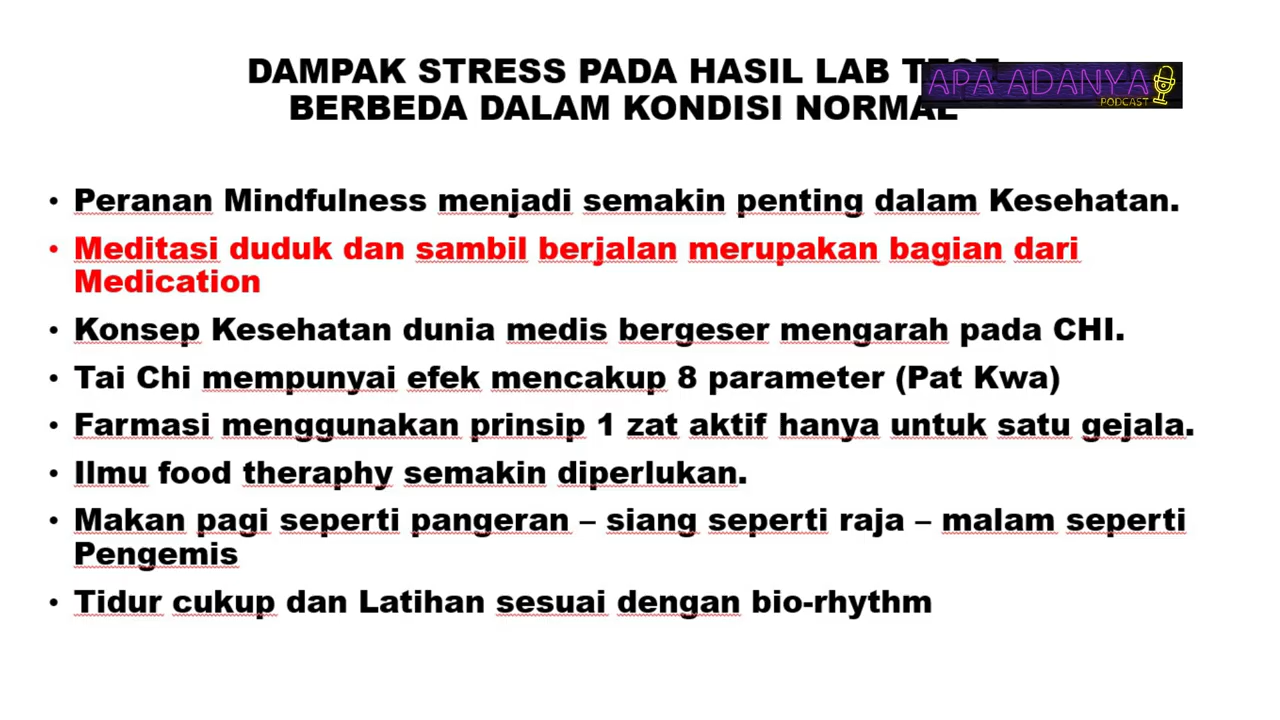 DAMPAK STRESS PADA HASIL LAB TEST
BERBEDA DALAM KONDISI NORMAL
APA ADANYA
PODCAST
• Peranan Mindfulness menjadi semakin penting dalam Kesehatan.
• Meditasi duduk dan sambil berjalan merupakan bagian dari
Medication
• Konsep Kesehatan dunia medis bergeser mengarah pada CHI.
• Tai Chi mempunyai efek mencakup 8 parameter (Pat Kwa)
• Farmasi menggunakan prinsip 1 zat aktif hanya untuk satu gejala.
• Ilmu food theraphy semakin diperlukan.
• Makan pagi seperti pangeran – siang seperti raja – malam seperti
Pengemis
• Tidur cukup dan Latihan sesuai dengan bio-rhythm